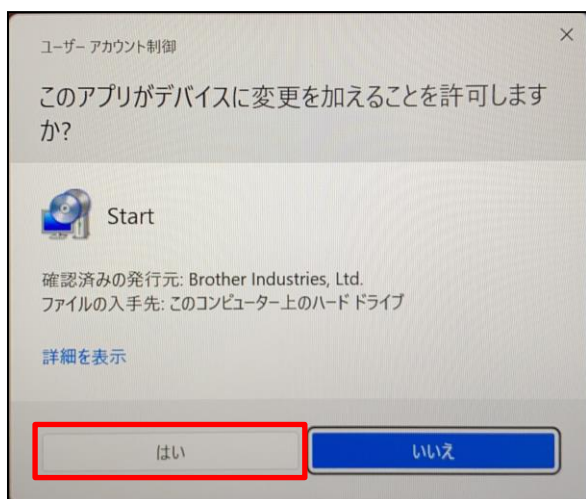 ユーザー アカウント制御
このアプリがデバイスに変更を加えることを許可します
か?
Start
確認済みの発行元: Brother Industries, Ltd.
ファイルの入手先: このコンピューター上のハード ドライブ
詳細を表示
はい
いいえ